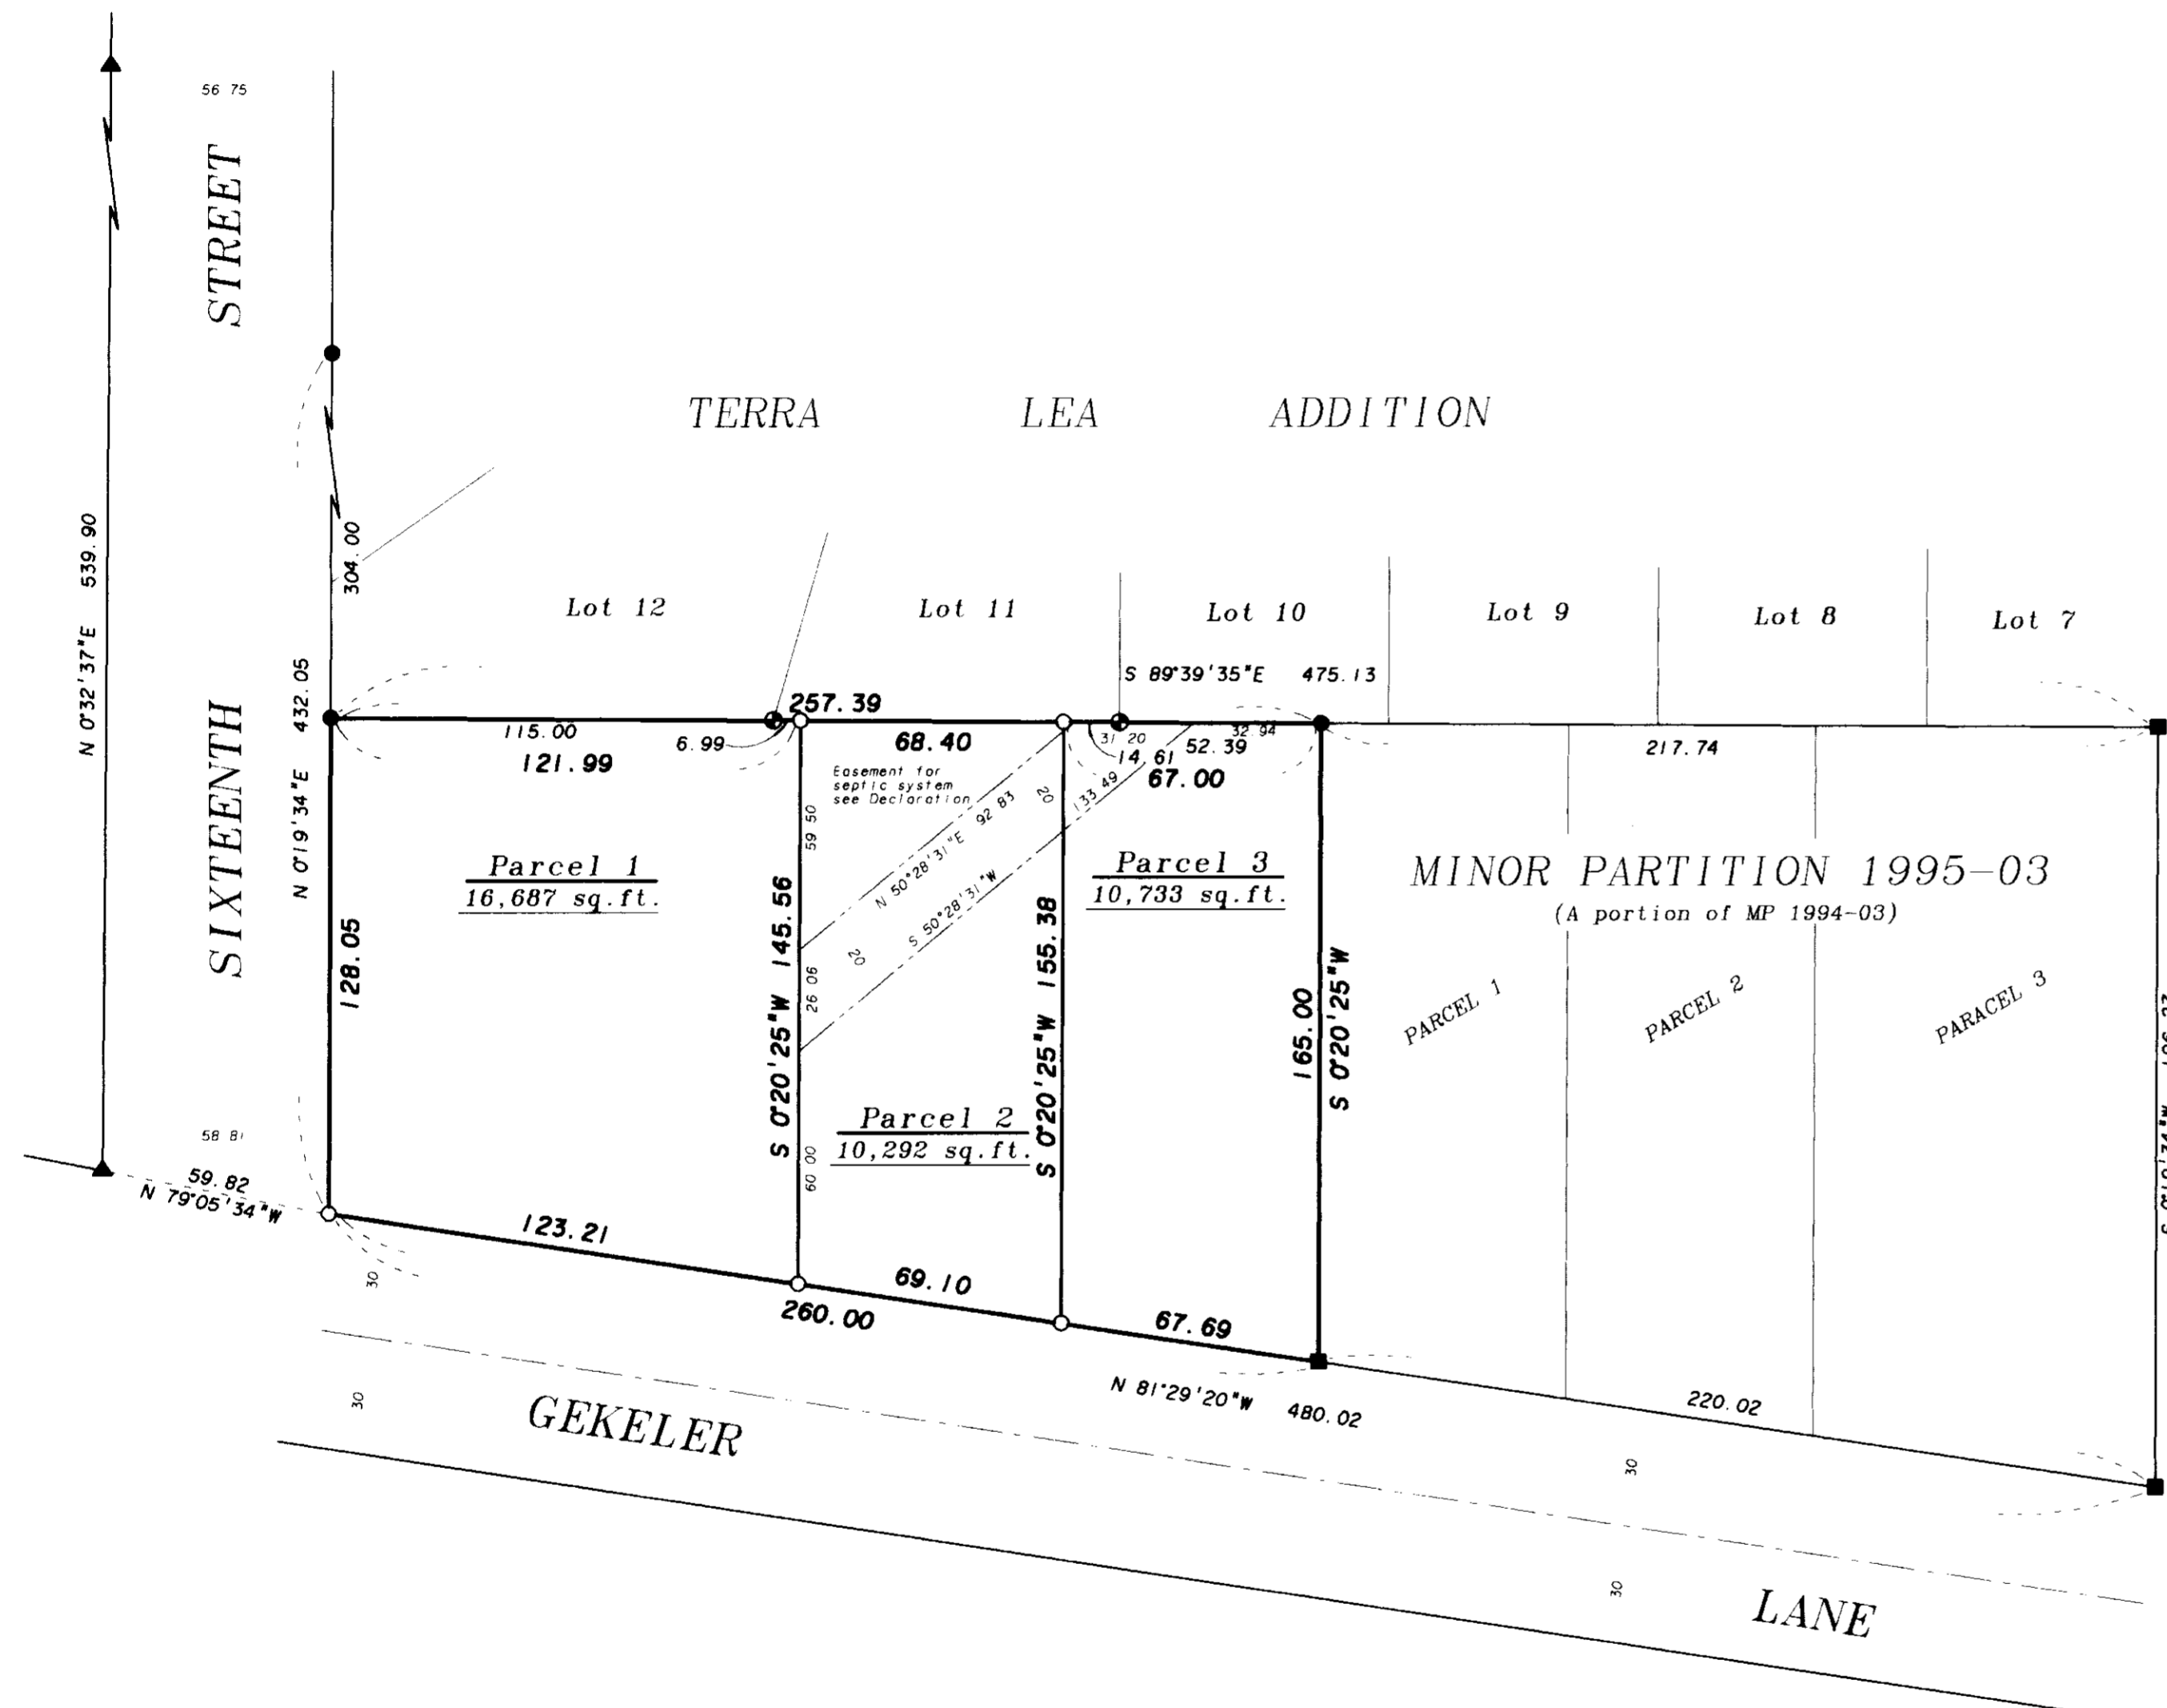 56 75
STREET
SIXTEENTH
N 0°32'37"E 539.90
304.00
N 0°19'34"E 432.05
128.05
TERRA LEA ADDITION
Lot 12
Lot 11
Lot 10
Lot 9
Lot 8
Lot 7
S 89°39'35"E 475.13
257.39
115.00
6.99
121.99
68.40
31 20
32.94
14 61
52.39
67.00
217.74
Easement for
septic system
see Declaration
59 50
N 50°28'31"E 92 83
20
133 49
S 50°28'31"W
20
26 06
60 00
Parcel 1
16,687 sq.ft.
S 0°20'25"W 145.56
Parcel 2
10,292 sq.ft.
S 0°20'25"W 155.38
Parcel 3
10,733 sq.ft.
165.00
S 0°20'25"W
MINOR PARTITION 1995-03
(A portion of MP 1994-03)
PARCEL 1
PARCEL 2
PARACEL 3
58 81
59.82
N 79°05'34"W
123.21
69.10
260.00
67.69
N 81°29'20"W 480.02
220.02
30
30
30
30
GEKELER
LANE